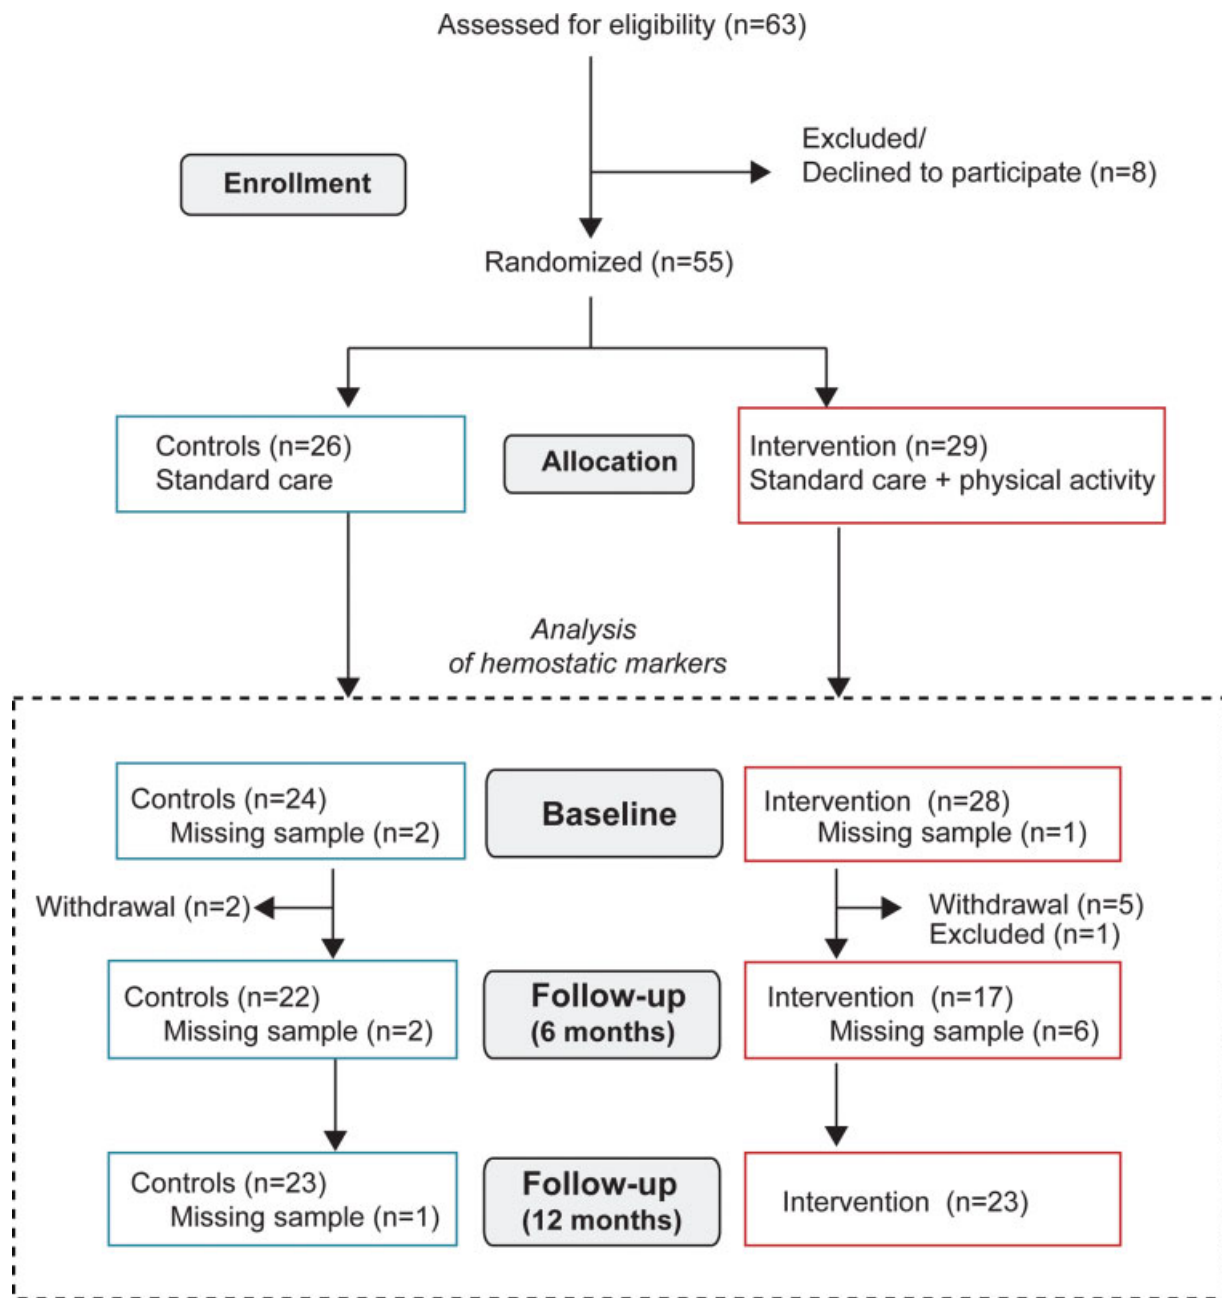 Assessed for eligibility (n=63)
Excluded/
Declined to participate (n=8)
Enrollment
Randomized (n=55)
Controls (n=26)
Standard care
Allocation
Intervention (n=29)
Standard care + physical activity
Analysis
of hemostatic markers
Controls (n=24)
Missing sample (n=2)
Baseline
Intervention (n=28)
Missing sample (n=1)
Withdrawal (n=2)
Withdrawal (n=5)
Excluded (n=1)
Controls (n=22)
Missing sample (n=2)
Follow-up
(6 months)
Intervention (n=17)
Missing sample (n=6)
Controls (n=23)
Missing sample (n=1)
Follow-up
(12 months)
Intervention (n=23)